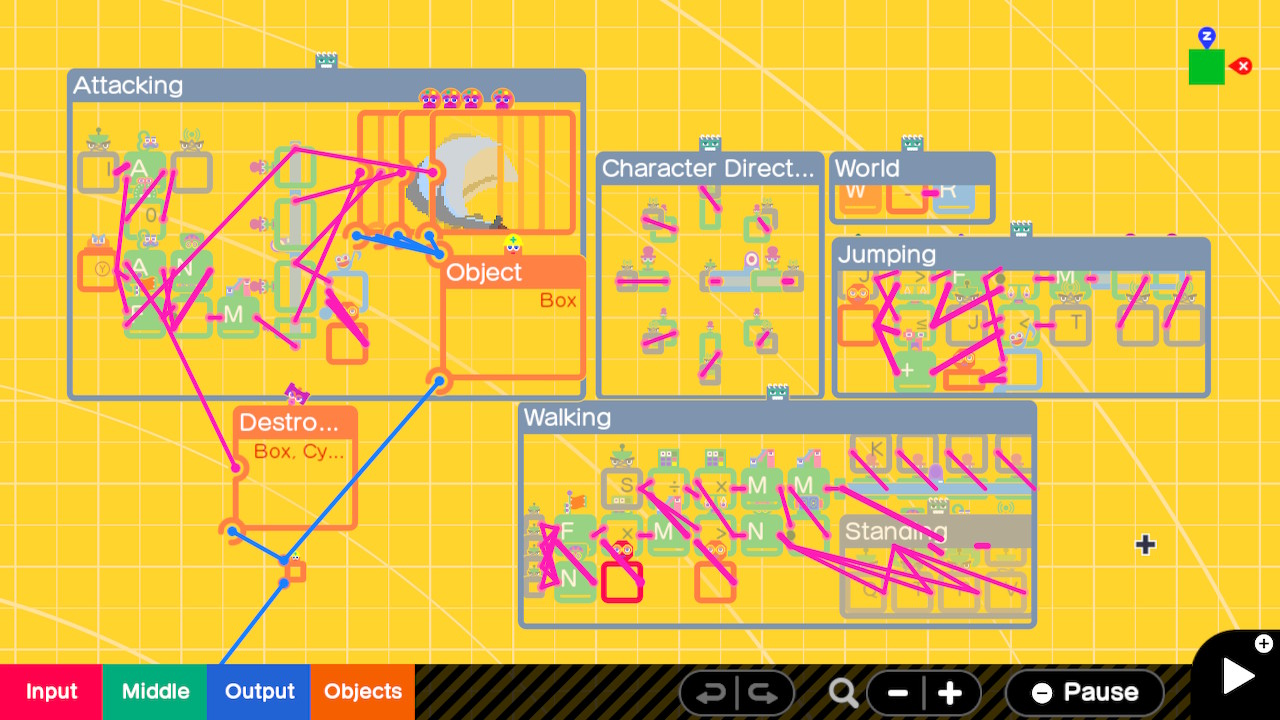 Attacking
Z
X
I
A
0
Y
A
N
M
Object
Box
Character Direct...
World
W
-
R
Jumping
J
>
F
M
≤
J
<
T
+
Destro...
Box, Cy...
Walking
K
S
÷
×
M
M
F
×
M
>
N
Standing
N
Q
Input
Middle
Output
Objects
Pause